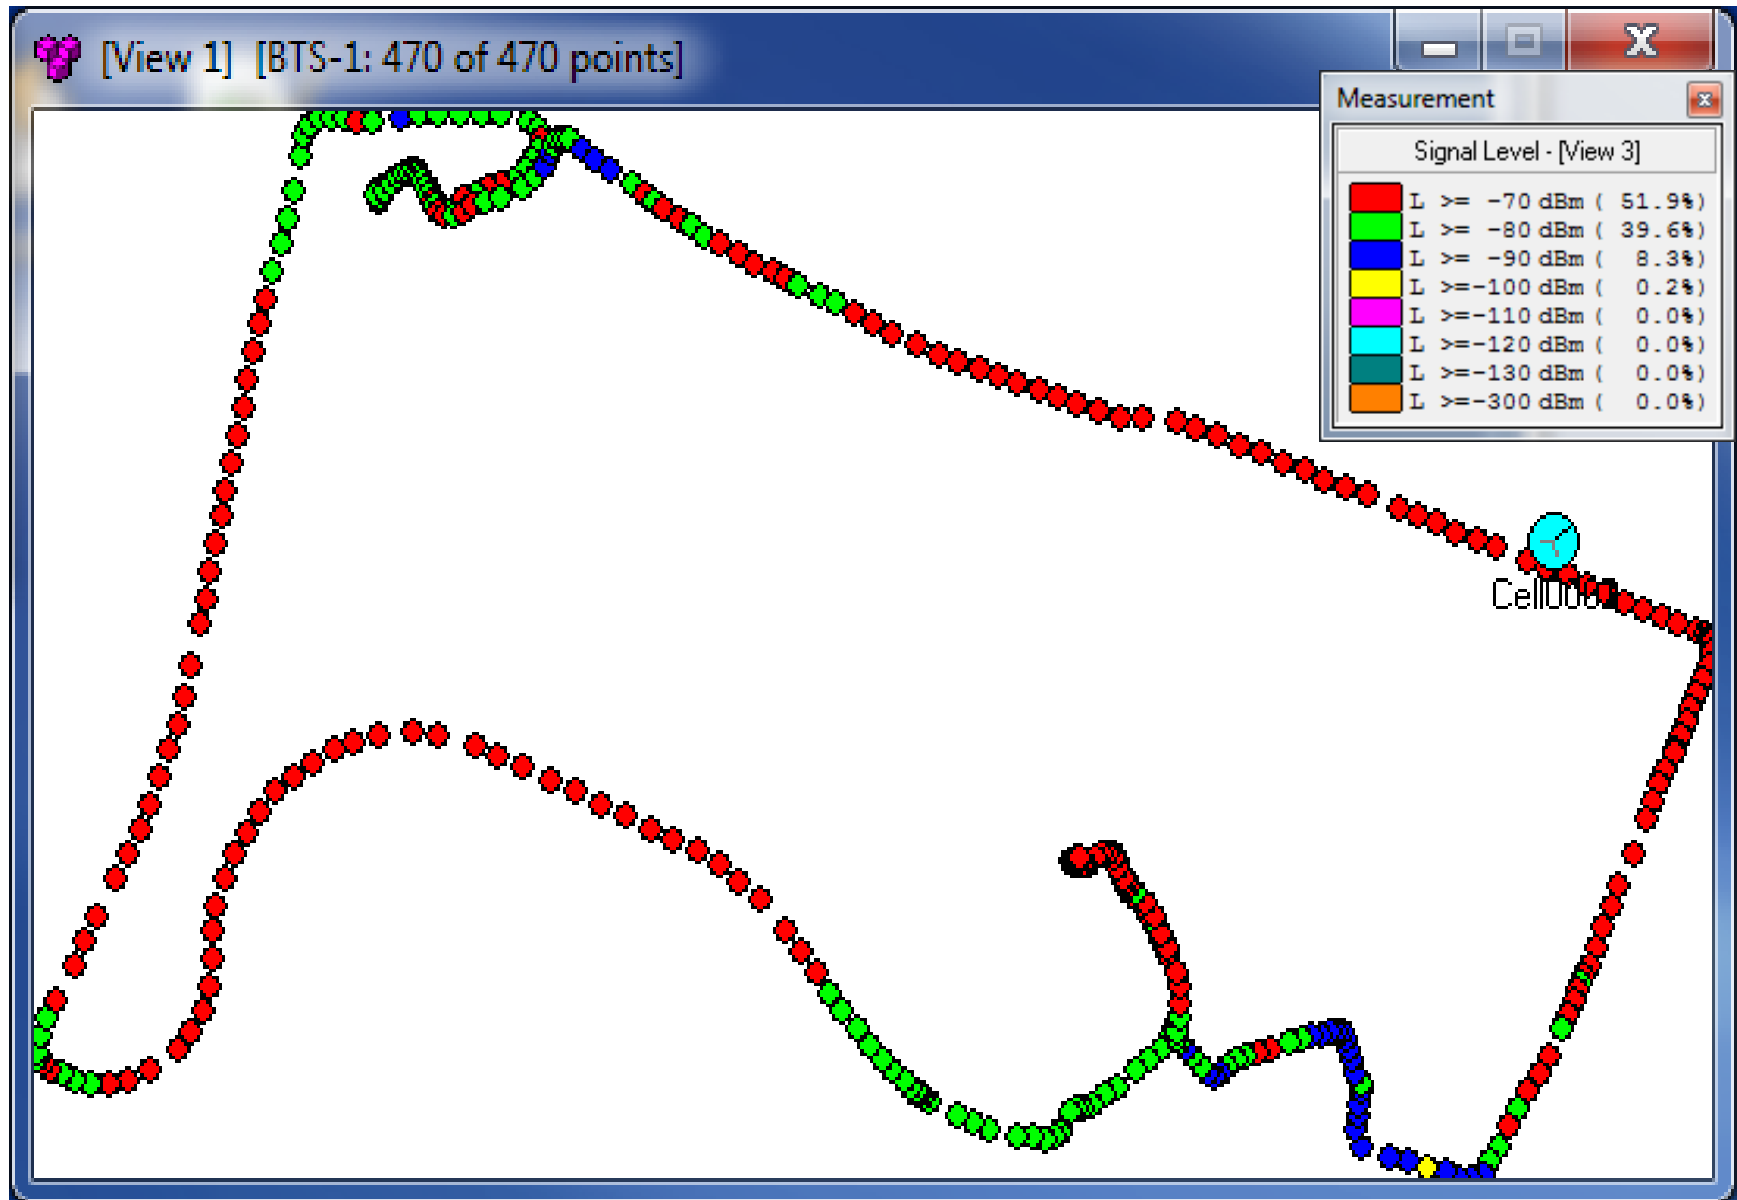 [View 1] [BTS-1: 470 of 470 points]
Measurement
Signal Level - [View 3]
L >= -70 dBm ( 51.9%)
L >= -80 dBm ( 39.6%)
L >= -90 dBm ( 8.3%)
L >=-100 dBm ( 0.2%)
L >=-110 dBm ( 0.0%)
L >=-120 dBm ( 0.0%)
L >=-130 dBm ( 0.0%)
L >=-300 dBm ( 0.0%)